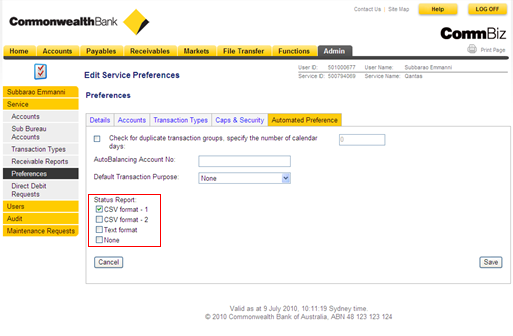 Contact Us | Site Map
Help
LOG OFF
CommonwealthBank
CommBiz
Home Accounts Payables Receivables Markets File Transfer Functions Admin
Print Page
Edit Service Preferences
User ID: 501000677 User Name: Subbarao Emmanni
Service ID: 500794069 Service Name: Qantas
Subbarao Emmanni
Service
Accounts
Sub Bureau
Accounts
Transaction Types
Receivable Reports
Preferences
Direct Debit
Requests
Users
Audit
Maintenance Requests
Preferences
Details Accounts Transaction Types Caps & Security Automated Preference
Check for duplicate transaction groups, specify the number of calendar
days:
0
AutoBalancing Account No:
Default Transaction Purpose: None
Status Report:
CSV format - 1
CSV format - 2
Text format
None
Cancel
Save
Valid as at 9 July 2010, 10:11:19 Sydney time.
© 2010 Commonwealth Bank of Australia, ABN 48 123 123 124